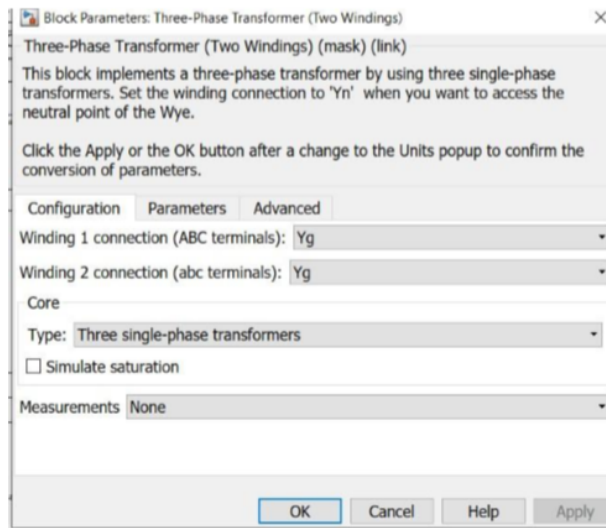 Block Parameters: Three-Phase Transformer (Two Windings)
Three-Phase Transformer (Two Windings) (mask) (link)
This block implements a three-phase transformer by using three single-phase
transformers. Set the winding connection to 'Yn' when you want to access the
neutral point of the Wye.
Click the Apply or the OK button after a change to the Units popup to confirm the
conversion of parameters.
Configuration Parameters Advanced
Winding 1 connection (ABC terminals): Yg
Winding 2 connection (abc terminals): Yg
Core
Type: Three single-phase transformers
Simulate saturation
Measurements None
OK Cancel Help Apply